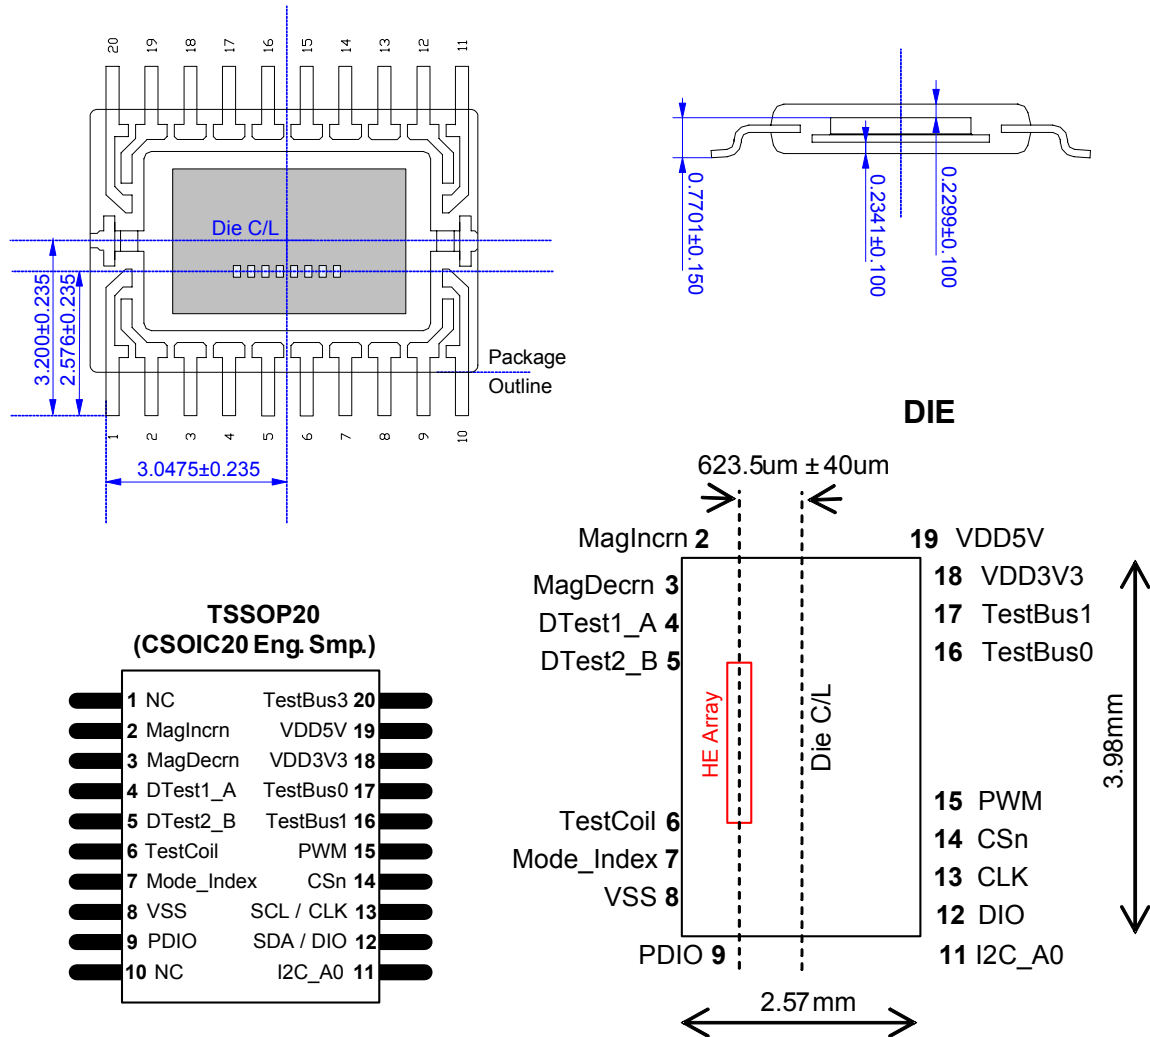 20 19 18 17 16 15 14 13 12 11
Die C/L
3.200±0.235
2.576±0.235
Package
Outline
1 2 3 4 5 6 7 8 9 10
3.0475±0.235
0.7701±0.150
0.2341±0.100
0.2299±0.100
DIE
623.5um ± 40um
MagIncrn 2
MagDecrn 3
DTest1_A 4
DTest2_B 5
TestCoil 6
Mode_Index 7
VSS 8
PDIO 9
HE Array
Die C/L
19 VDD5V
18 VDD3V3
17 TestBus1
16 TestBus0
15 PWM
14 CSn
13 CLK
12 DIO
11 I2C_A0
3.98mm
2.57mm
TSSOP20
(CSOIC20 Eng. Smp.)
1 NC TestBus3 20
2 MagIncrn VDD5V 19
3 MagDecrn VDD3V3 18
4 DTest1_A TestBus0 17
5 DTest2_B TestBus1 16
6 TestCoil PWM 15
7 Mode_Index CSn 14
8 VSS SCL / CLK 13
9 PDIO SDA / DIO 12
10 NC I2C_A0 11